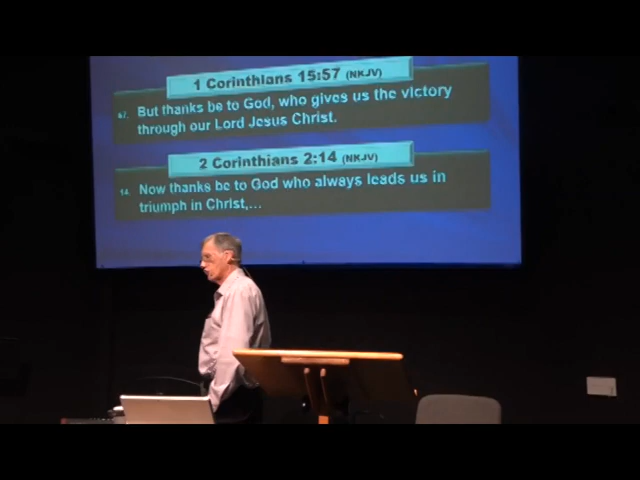 1 Corinthians 15:57 (NKJV)
57. But thanks be to God, who gives us the victory
through our Lord Jesus Christ.
2 Corinthians 2:14 (NKJV)
14. Now thanks be to God who always leads us in
triumph in Christ,...